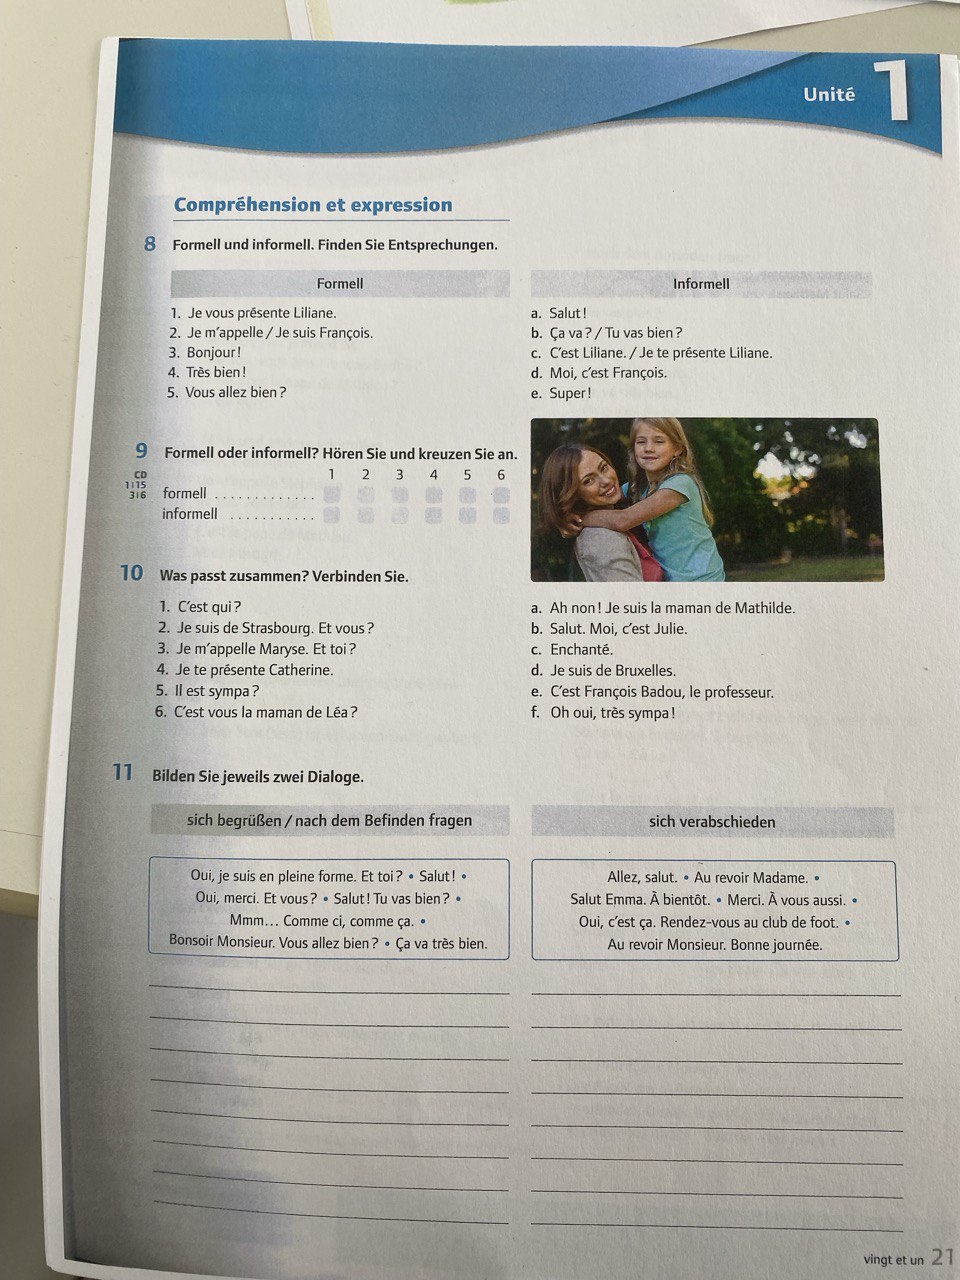 Unité 1
Compréhension et expression
8 Formell und informell. Finden Sie Entsprechungen.
Formell
1. Je vous présente Liliane.
2. Je m'appelle / Je suis François.
3. Bonjour!
4. Très bien!
5. Vous allez bien?
Informell
a. Salut!
b. Ça va? / Tu vas bien?
c. C'est Liliane. / Je te présente Liliane.
d. Moi, c'est François.
e. Super!
9 Formell oder informell? Hören Sie und kreuzen Sie an.
CD
1|15
3|6
1 2 3 4 5 6
formell . . . . . . . . . . . . .
informell . . . . . . . . . . .
10 Was passt zusammen? Verbinden Sie.
1. C'est qui?
2. Je suis de Strasbourg. Et vous?
3. Je m'appelle Maryse. Et toi?
4. Je te présente Catherine.
5. Il est sympa?
6. C'est vous la maman de Léa?
a. Ah non! Je suis la maman de Mathilde.
b. Salut. Moi, c'est Julie.
c. Enchanté.
d. Je suis de Bruxelles.
e. C'est François Badou, le professeur.
f. Oh oui, très sympa!
11 Bilden Sie jeweils zwei Dialoge.
sich begrüßen / nach dem Befinden fragen
Oui, je suis en pleine forme. Et toi? • Salut! •
Oui, merci. Et vous? • Salut! Tu vas bien? •
Mmm... Comme ci, comme ça. •
Bonsoir Monsieur. Vous allez bien? • Ça va très bien.
sich verabschieden
Allez, salut. • Au revoir Madame. •
Salut Emma. À bientôt. • Merci. À vous aussi. •
Oui, c'est ça. Rendez-vous au club de foot. •
Au revoir Monsieur. Bonne journée.
vingt et un 21